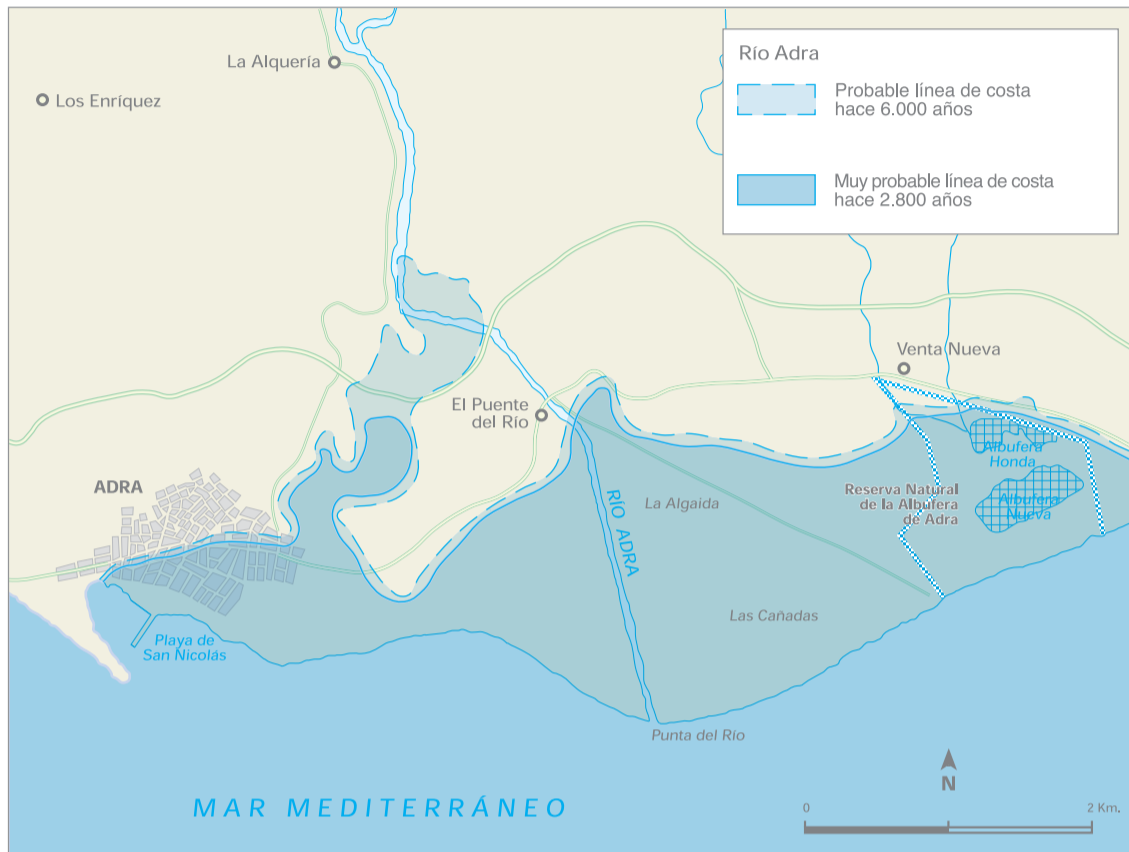 Río Adra
Probable línea de costa
hace 6.000 años
Muy probable línea de costa
hace 2.800 años
La Alquería
Los Enríquez
Venta Nueva
El Puente
del Río
ADRA
Albufera
Honda
La Algaida
Reserva Natural
de la Albufera
de Adra
Albufera
Nueva
RÍO ADRA
Las Cañadas
Playa de
San Nicolás
Punta del Río
N
MAR MEDITERRÁNEO
0
2 Km.